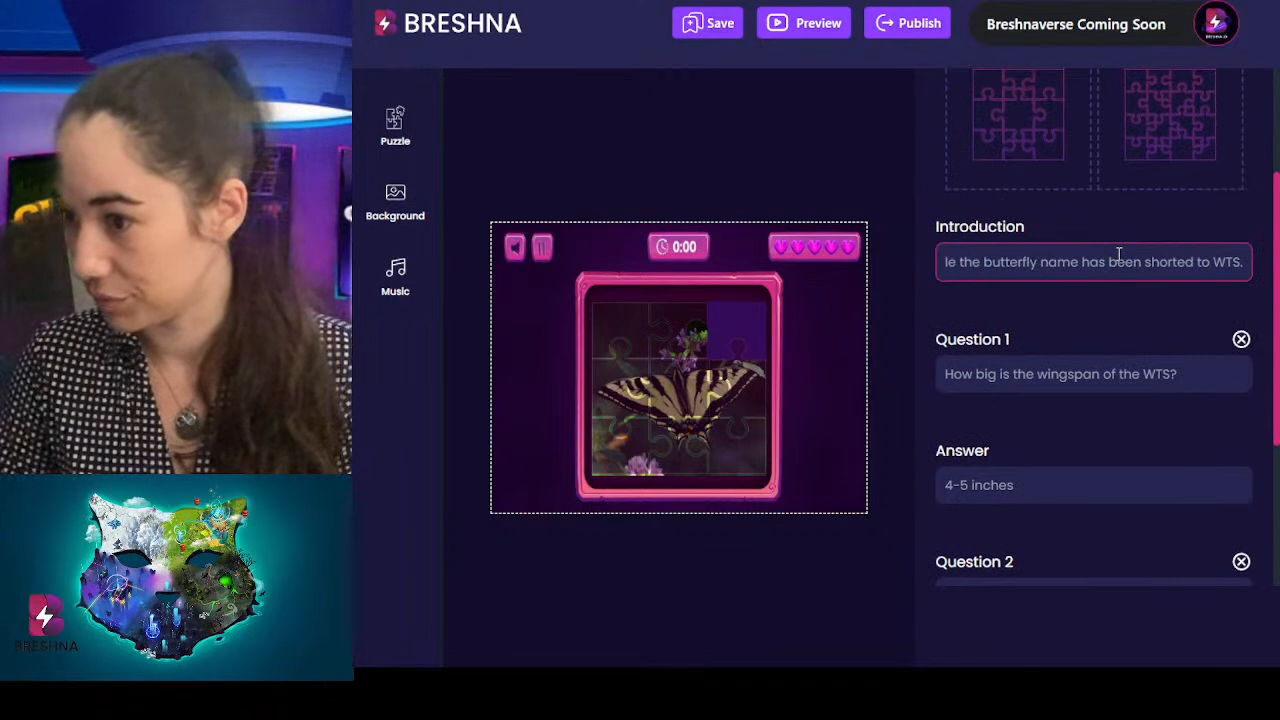 BRESHNA
Save
Preview
Publish
Breshnaverse Coming Soon
Puzzle
Background
Music
0:00
Introduction
le the butterfly name has been shorted to WTS.
Question 1
How big is the wingspan of the WTS?
Answer
4-5 inches
Question 2
BRESHNA